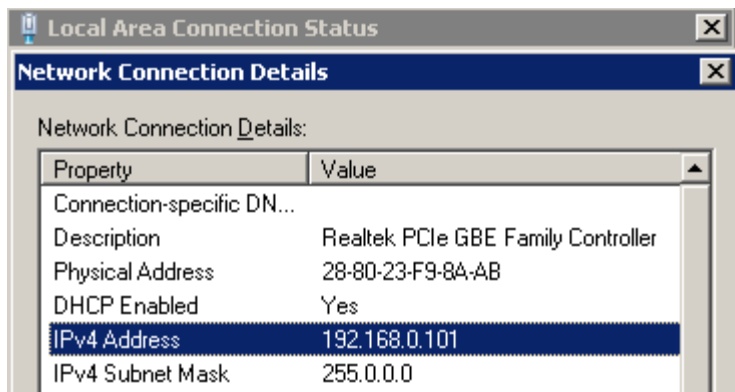 Local Area Connection Status
Network Connection Details
Network Connection Details:
Property Value
Connection-specific DN...
Description Realtek PCIe GBE Family Controller
Physical Address 28-80-23-F9-8A-AB
DHCP Enabled Yes
IPv4 Address 192.168.0.101
IPv4 Subnet Mask 255.0.0.0